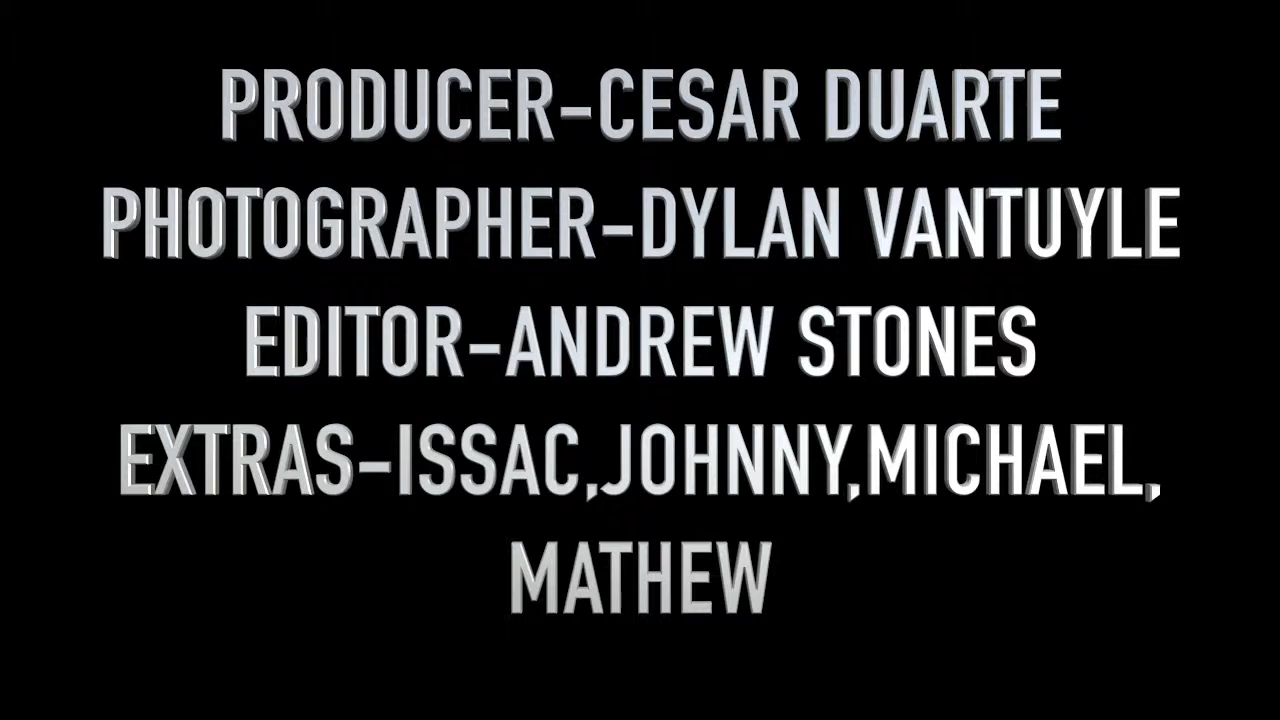 PRODUCER-CESAR DUARTE
PHOTOGRAPHER-DYLAN VANTUYLE
EDITOR-ANDREW STONES
EXTRAS-ISSAC,JOHNNY,MICHAEL,
MATHEW